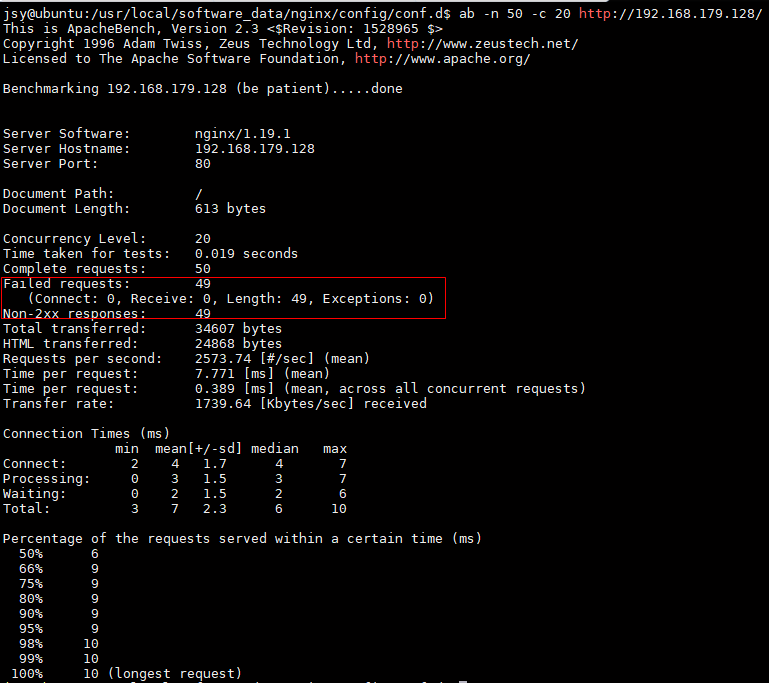 jsy@ubuntu:/usr/local/software_data/nginx/config/conf.d$ ab -n 50 -c 20 http://192.168.179.128/
This is ApacheBench, Version 2.3 <$Revision: 1528965 $>
Copyright 1996 Adam Twiss, Zeus Technology Ltd, http://www.zeustech.net/
Licensed to The Apache Software Foundation, http://www.apache.org/

Benchmarking 192.168.179.128 (be patient).....done


Server Software:        nginx/1.19.1
Server Hostname:        192.168.179.128
Server Port:            80

Document Path:          /
Document Length:        613 bytes

Concurrency Level:      20
Time taken for tests:   0.019 seconds
Complete requests:      50
Failed requests:        49
   (Connect: 0, Receive: 0, Length: 49, Exceptions: 0)
Non-2xx responses:      49
Total transferred:      34607 bytes
HTML transferred:       24868 bytes
Requests per second:    2573.74 [#/sec] (mean)
Time per request:       7.771 [ms] (mean)
Time per request:       0.389 [ms] (mean, across all concurrent requests)
Transfer rate:          1739.64 [Kbytes/sec] received

Connection Times (ms)
              min  mean[+/-sd] median   max
Connect:        2    4   1.7      4       7
Processing:     0    3   1.5      3       7
Waiting:        0    2   1.5      2       6
Total:          3    7   2.3      6      10

Percentage of the requests served within a certain time (ms)
  50%      6
  66%      9
  75%      9
  80%      9
  90%      9
  95%      9
  98%     10
  99%     10
 100%     10 (longest request)